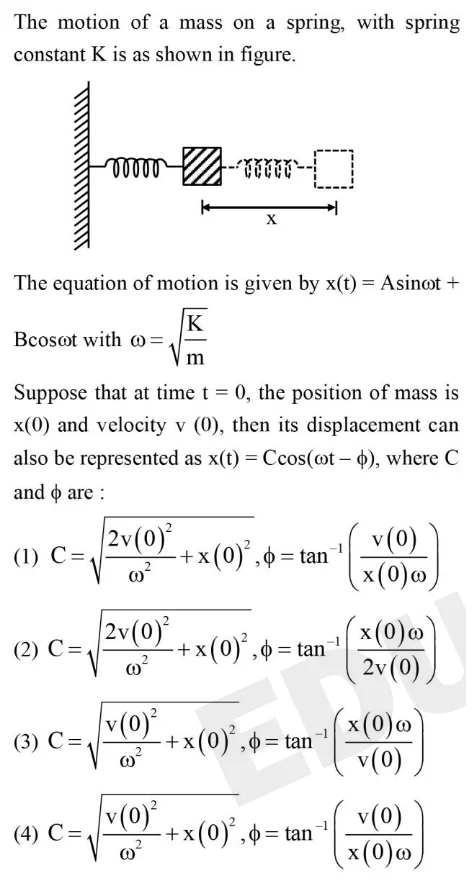 The motion of a mass on a spring, with spring
constant K is as shown in figure.
x
The equation of motion is given by x(t) = Asinωt +
Bcosωt with ω = √(K/m)
Suppose that at time t = 0, the position of mass is
x(0) and velocity v (0), then its displacement can
also be represented as x(t) = Ccos(ωt – ϕ), where C
and ϕ are :
(1) C = √(2v(0)²/ω² + x(0)²), ϕ = tan⁻¹(v(0)/x(0)ω)
(2) C = √(2v(0)²/ω² + x(0)²), ϕ = tan⁻¹(x(0)ω/2v(0))
(3) C = √(v(0)²/ω² + x(0)²), ϕ = tan⁻¹(x(0)ω/v(0))
(4) C = √(v(0)²/ω² + x(0)²), ϕ = tan⁻¹(v(0)/x(0)ω)
EDU